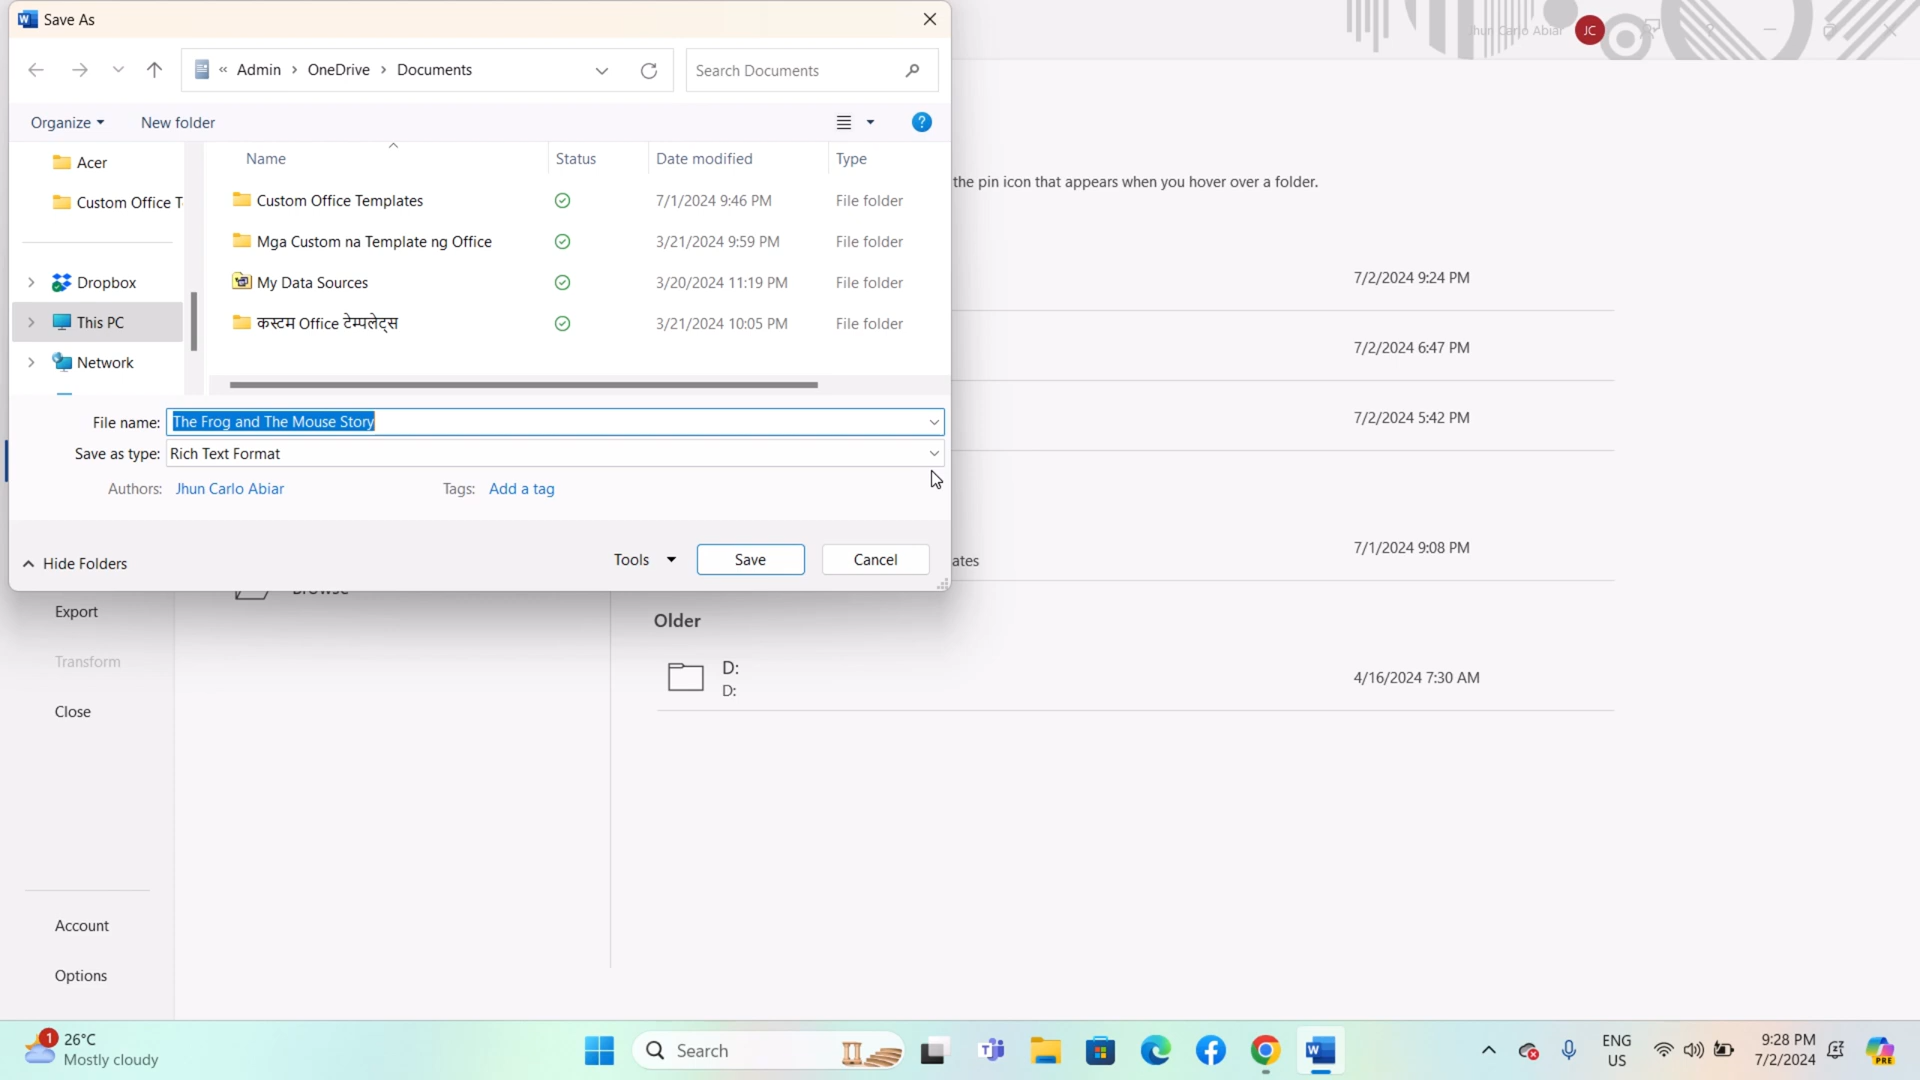 Save As
Jhun Carlo Abiar JC
« Admin > OneDrive > Documents
Search Documents
Organize
New folder
Acer
Custom Office T
Dropbox
This PC
Network
Name Status Date modified Type
Custom Office Templates 7/1/2024 9:46 PM File folder
Mga Custom na Template ng Office 3/21/2024 9:59 PM File folder
My Data Sources 3/20/2024 11:19 PM File folder
कस्टम Office टेम्पलेट्स 3/21/2024 10:05 PM File folder
File name: The Frog and The Mouse Story
Save as type: Rich Text Format
Authors: Jhun Carlo Abiar Tags: Add a tag
Hide Folders
Tools Save Cancel
the pin icon that appears when you hover over a folder.
7/2/2024 9:24 PM
7/2/2024 6:47 PM
7/2/2024 5:42 PM
7/1/2024 9:08 PM
ates
Browse
Export
Transform
Close
Account
Options
Older
D:
D:
4/16/2024 7:30 AM
1
26°C
Mostly cloudy
Search
ENG
US
9:28 PM
7/2/2024
PRE